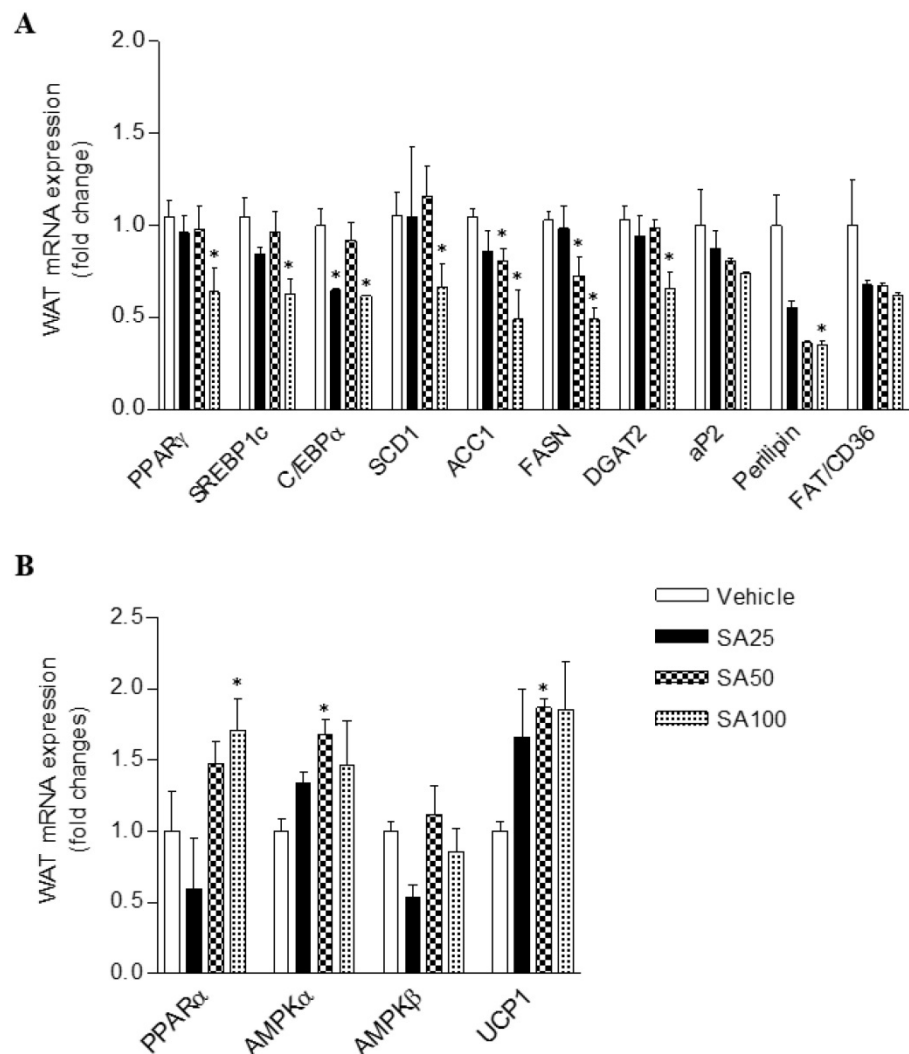 A
WAT mRNA expression
(fold change)
2.0
1.5
1.0
0.5
0.0
*
*
*
*
*
*
*
*
*
*
*
PPARγ
SREBP1c
C/EBPα
SCD1
ACC1
FASN
DGAT2
aP2
Perilipin
FAT/CD36
B
WAT mRNA expression
(fold changes)
2.5
2.0
1.5
1.0
0.5
0.0
*
*
*
PPARα
AMPKα
AMPKβ
UCP1
Vehicle
SA25
SA50
SA100